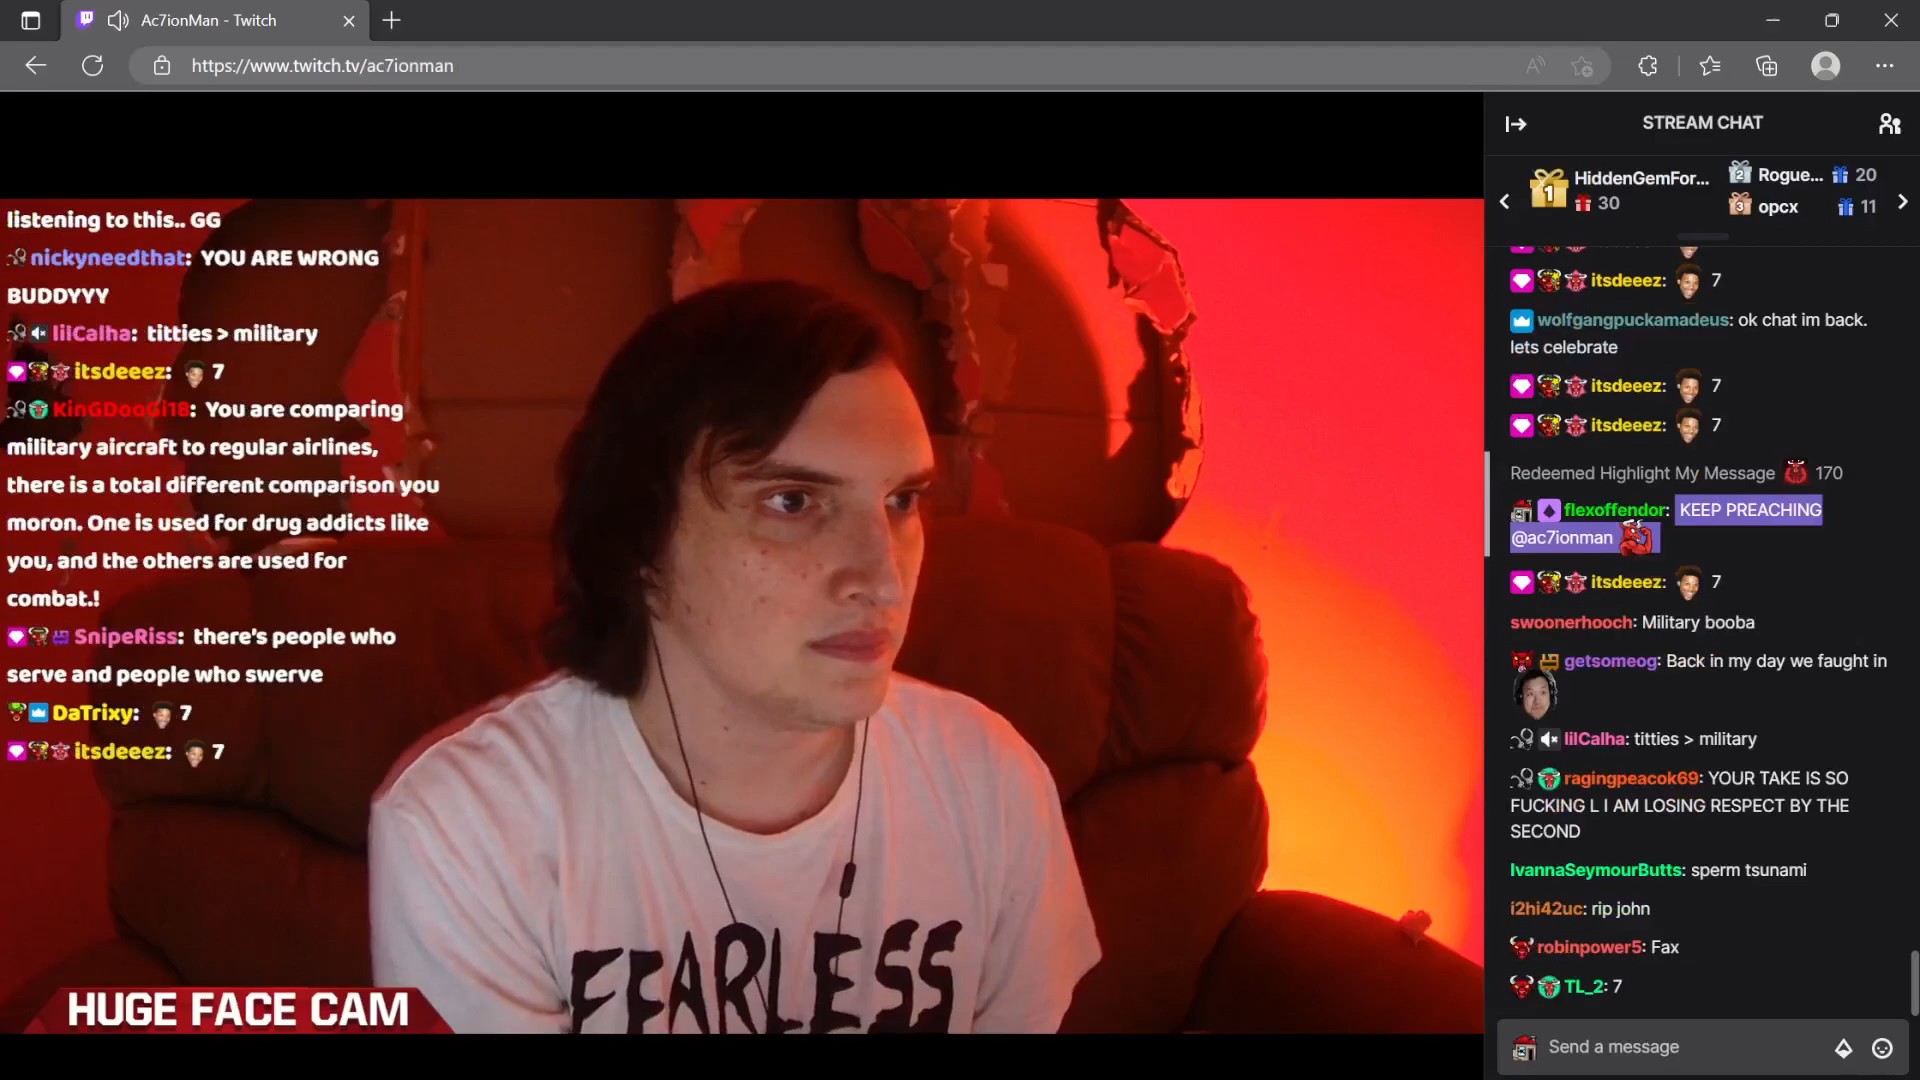 Ac7ionMan - Twitch
https://www.twitch.tv/ac7ionman
listening to this.. GG
nickyneedthat: YOU ARE WRONG
BUDDYYY
lilCalha: titties > military
itsdeeez: 7
KinGDoaGi18: You are comparing
military aircraft to regular airlines,
there is a total different comparison you
moron. One is used for drug addicts like
you, and the others are used for
combat.!
SnipeRiss: there's people who
serve and people who swerve
DaTrixy: 7
itsdeeez: 7
FEARLESS
HUGE FACE CAM
STREAM CHAT
1 HiddenGemFor...
30
2 Rogue... 20
3 opcx 11
itsdeeez: 7
wolfgangpuckamadeus: ok chat im back.
lets celebrate
itsdeeez: 7
itsdeeez: 7
Redeemed Highlight My Message 170
flexoffendor: KEEP PREACHING
@ac7ionman
itsdeeez: 7
swoonerhooch: Military booba
getsomeog: Back in my day we faught in
lilCalha: titties > military
ragingpeacok69: YOUR TAKE IS SO
FUCKING L I AM LOSING RESPECT BY THE
SECOND
IvannaSeymourButts: sperm tsunami
i2hi42uc: rip john
robinpower5: Fax
TL_2: 7
Send a message